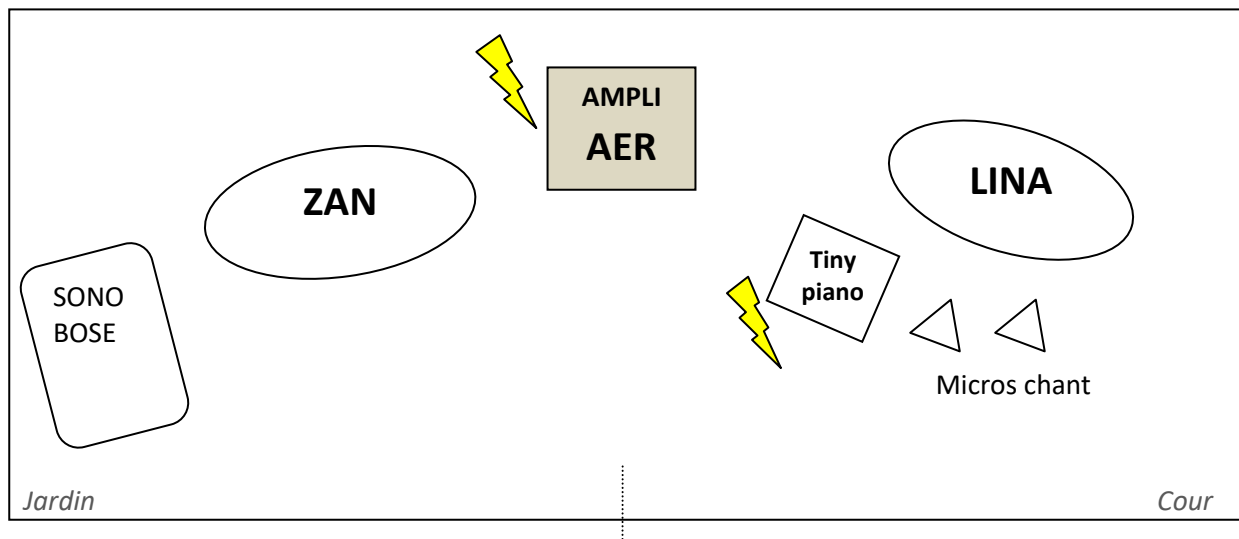 AMPLI
AER
ZAN
LINA
Tiny
piano
SONO
BOSE
Micros chant
Jardin
Cour